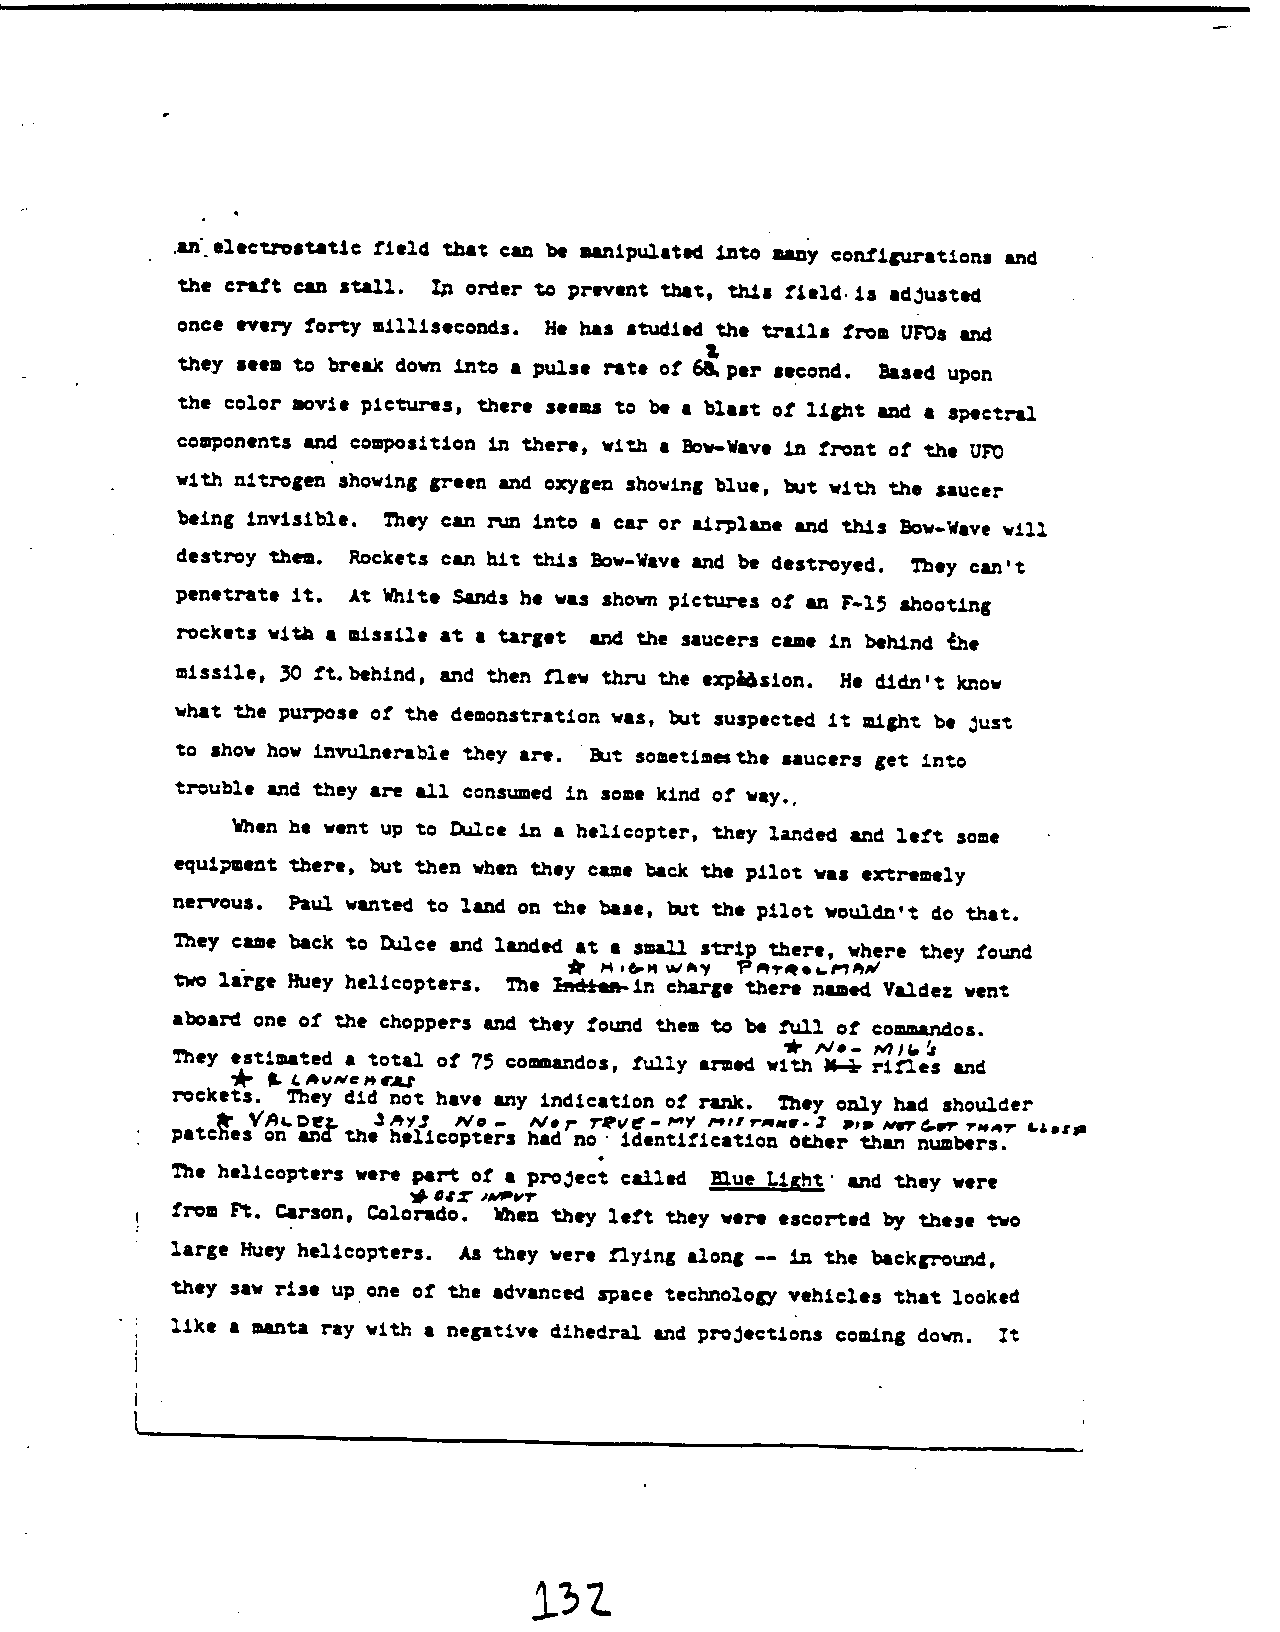 an electrostatic field that can be manipulated into many configurations and
the craft can stall. In order to prevent that, this field is adjusted
once every forty milliseconds. He has studied the trails from UFOs and
2
they seem to break down into a pulse rate of 6 per second. Based upon
the color movie pictures, there seems to be a blast of light and a spectral
components and composition in there, with a Bow-Wave in front of the UFO
with nitrogen showing green and oxygen showing blue, but with the saucer
being invisible. They can run into a car or airplane and this Bow-Wave will
destroy them. Rockets can hit this Bow-Wave and be destroyed. They can't
penetrate it. At White Sands he was shown pictures of an F-15 shooting
rockets with a missile at a target and the saucers came in behind the
missile, 30 ft. behind, and then flew thru the explosion. He didn't know
what the purpose of the demonstration was, but suspected it might be just
to show how invulnerable they are. But sometimes the saucers get into
trouble and they are all consumed in some kind of way.,
When he went up to Dulce in a helicopter, they landed and left some
equipment there, but then when they came back the pilot was extremely
nervous. Paul wanted to land on the base, but the pilot wouldn't do that.
They came back to Dulce and landed at a small strip there, where they found
★ HIGHWAY PATROLMAN
two large Huey helicopters. The Indian in charge there named Valdez went
aboard one of the choppers and they found them to be full of commandos.
★ NO - M16's
They estimated a total of 75 commandos, fully armed with M-1 rifles and
★ & LAUNCHERS
rockets. They did not have any indication of rank. They only had shoulder
★ VALDEZ SAYS NO - NOT TRUE - MY MISTAKE - I DID NOT GET THAT CLOSE
patches on and the helicopters had no identification other than numbers.
The helicopters were part of a project called Blue Light and they were
★ OSI INPUT
from Ft. Carson, Colorado. When they left they were escorted by these two
large Huey helicopters. As they were flying along -- in the background,
they saw rise up one of the advanced space technology vehicles that looked
like a manta ray with a negative dihedral and projections coming down. It
132